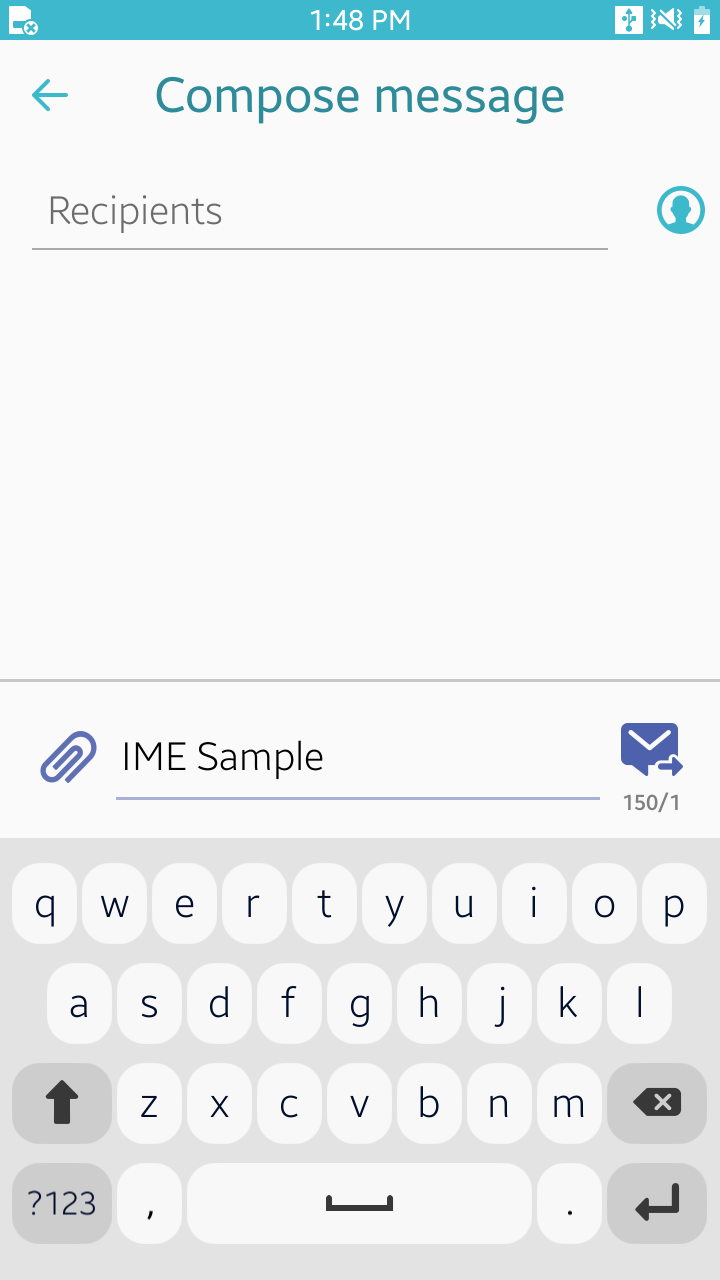 1:48 PM
Compose message
Recipients
IME Sample
150/1
q w e r t y u i o p
a s d f g h j k l
z x c v b n m
?123 , .